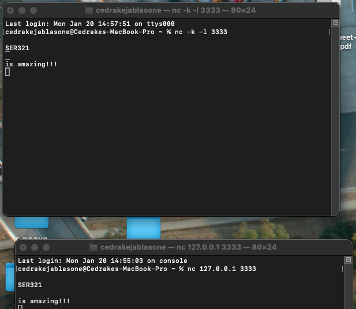 cedrakejablasone — nc -k -l 3333 — 80×24
Last login: Mon Jan 20 14:57:51 on ttys000
[cedrakejablasone@Cedrakes-MacBook-Pro ~ % nc -k -l 3333
SER321
is amazing!!!
eet-
pdf
cedrakejablasone — nc 127.0.0.1 3333 — 80×24
Last login: Mon Jan 20 14:55:03 on console
[cedrakejablasone@Cedrakes-MacBook-Pro ~ % nc 127.0.0.1 3333
SER321
is amazing!!!